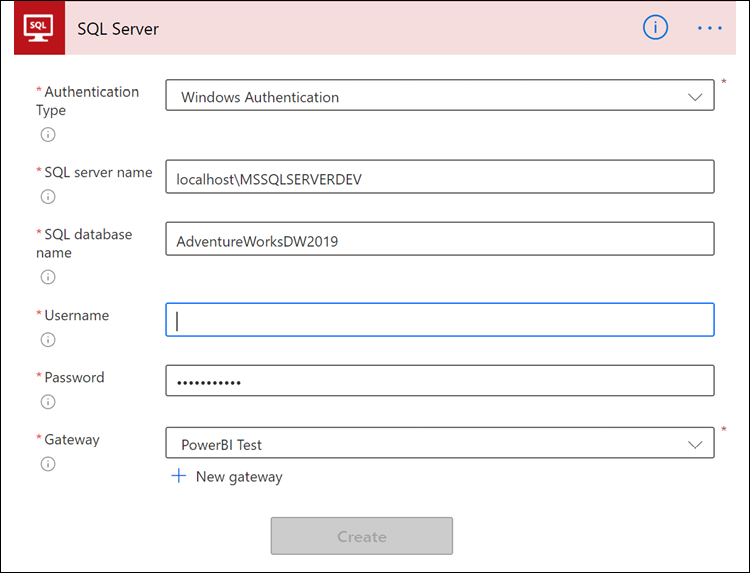 SQL
SQL Server
i
...
* Authentication Type
Windows Authentication
*
i
* SQL server name
localhost\MSSQLSERVERDEV
i
* SQL database name
AdventureWorksDW2019
i
* Username
i
* Password
•••••••••••
i
* Gateway
PowerBI Test
*
i
+ New gateway
Create